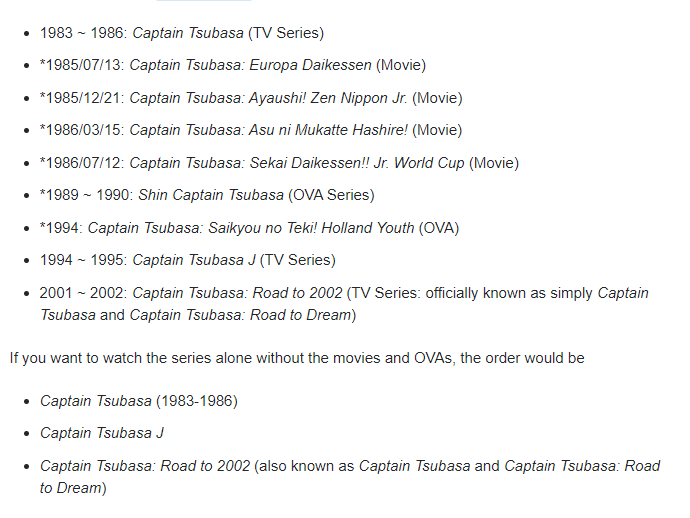 • 1983 ~ 1986: Captain Tsubasa (TV Series)
• *1985/07/13: Captain Tsubasa: Europa Daikessen (Movie)
• *1985/12/21: Captain Tsubasa: Ayaushi! Zen Nippon Jr. (Movie)
• *1986/03/15: Captain Tsubasa: Asu ni Mukatte Hashire! (Movie)
• *1986/07/12: Captain Tsubasa: Sekai Daikessen!! Jr. World Cup (Movie)
• *1989 ~ 1990: Shin Captain Tsubasa (OVA Series)
• *1994: Captain Tsubasa: Saikyou no Teki! Holland Youth (OVA)
• 1994 ~ 1995: Captain Tsubasa J (TV Series)
• 2001 ~ 2002: Captain Tsubasa: Road to 2002 (TV Series: officially known as simply Captain
Tsubasa and Captain Tsubasa: Road to Dream)
If you want to watch the series alone without the movies and OVAs, the order would be
• Captain Tsubasa (1983-1986)
• Captain Tsubasa J
• Captain Tsubasa: Road to 2002 (also known as Captain Tsubasa and Captain Tsubasa: Road
to Dream)